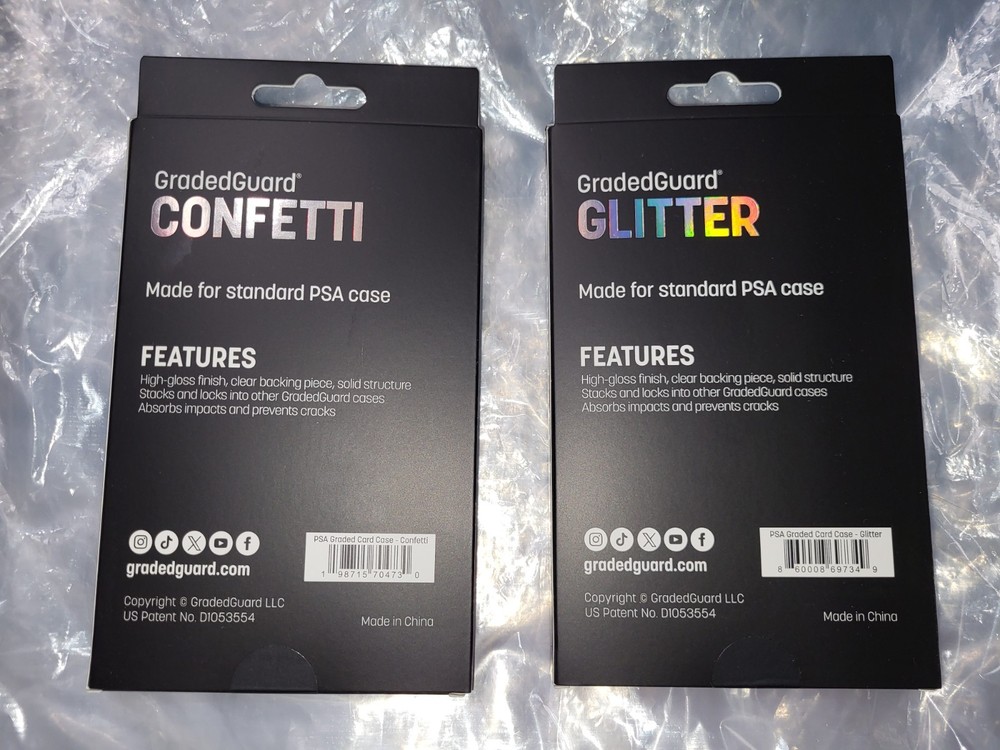 GradedGuard®
CONFETTI
Made for standard PSA case
FEATURES
High-gloss finish, clear backing piece, solid structure
Stacks and locks into other GradedGuard cases
Absorbs impacts and prevents cracks
gradedguard.com
PSA Graded Card Case - Confetti
1 98715 70473 0
Copyright © GradedGuard LLC
US Patent No. D1053554
Made in China
GradedGuard®
GLITTER
Made for standard PSA case
FEATURES
High-gloss finish, clear backing piece, solid structure
Stacks and locks into other GradedGuard cases
Absorbs impacts and prevents cracks
gradedguard.com
PSA Graded Card Case - Glitter
8 60008 69734 9
Copyright © GradedGuard LLC
US Patent No. D1053554
Made in China